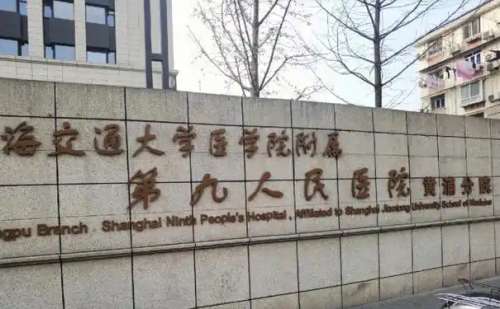 海交通大学医学院附属
第九人民医院 黄浦分院
ngpu Branch , Shanghai Ninth People's Hospital , Affiliated to Shanghai Jiaotong University School of Medicine